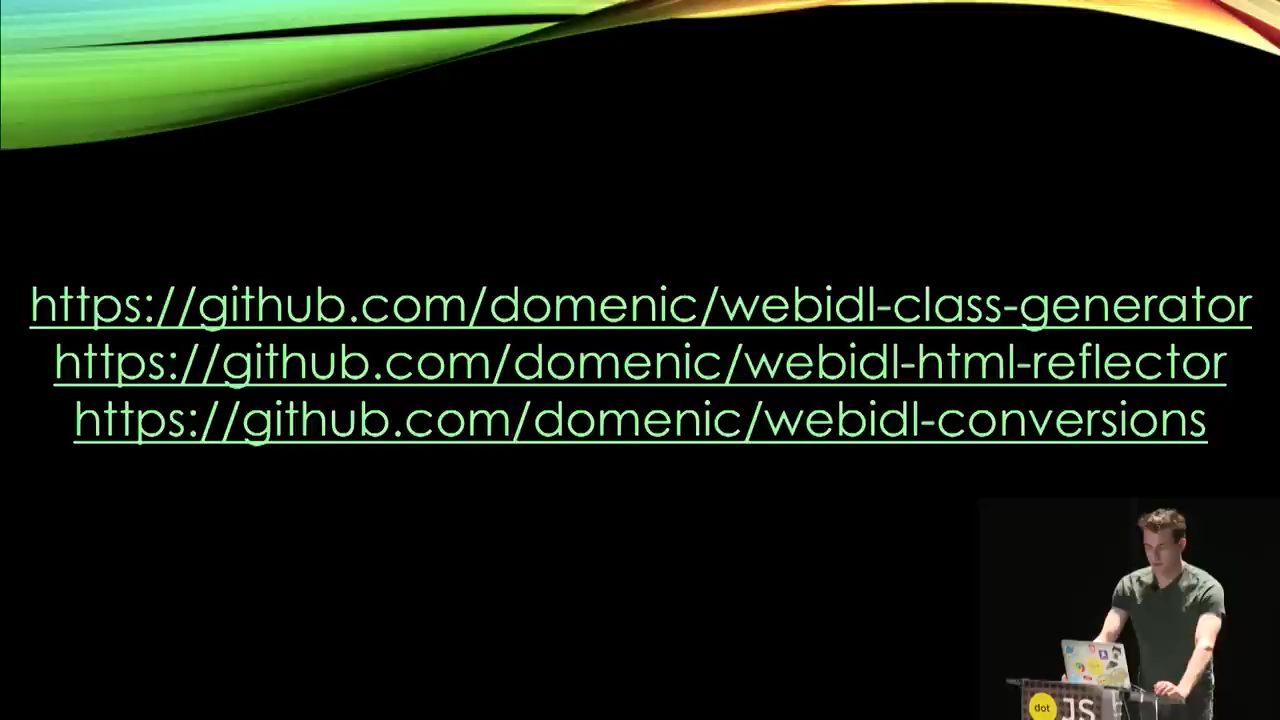 https://github.com/domenic/webidl-class-generator
https://github.com/domenic/webidl-html-reflector
https://github.com/domenic/webidl-conversions
dot
JS